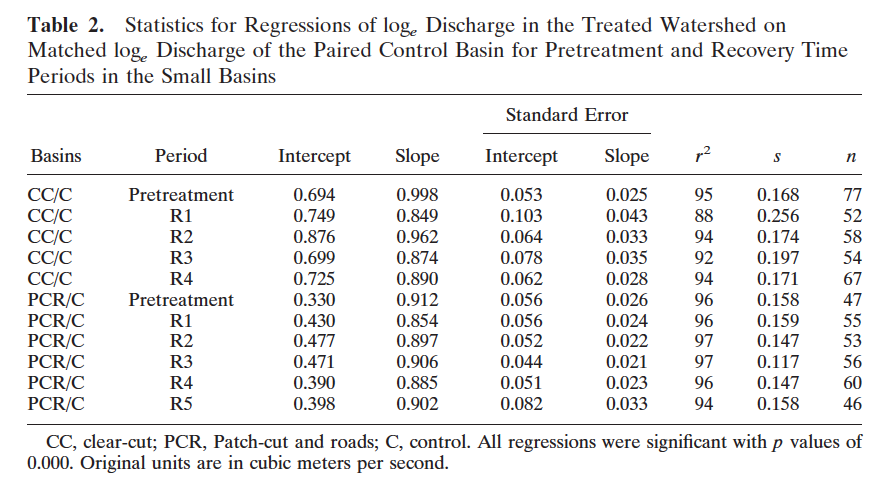 Table 2. Statistics for Regressions of logₑ Discharge in the Treated Watershed on
Matched logₑ Discharge of the Paired Control Basin for Pretreatment and Recovery Time
Periods in the Small Basins
Standard Error
Basins Period Intercept Slope Intercept Slope r² s n
CC/C Pretreatment 0.694 0.998 0.053 0.025 95 0.168 77
CC/C R1 0.749 0.849 0.103 0.043 88 0.256 52
CC/C R2 0.876 0.962 0.064 0.033 94 0.174 58
CC/C R3 0.699 0.874 0.078 0.035 92 0.197 54
CC/C R4 0.725 0.890 0.062 0.028 94 0.171 67
PCR/C Pretreatment 0.330 0.912 0.056 0.026 96 0.158 47
PCR/C R1 0.430 0.854 0.056 0.024 96 0.159 55
PCR/C R2 0.477 0.897 0.052 0.022 97 0.147 53
PCR/C R3 0.471 0.906 0.044 0.021 97 0.117 56
PCR/C R4 0.390 0.885 0.051 0.023 96 0.147 60
PCR/C R5 0.398 0.902 0.082 0.033 94 0.158 46
CC, clear-cut; PCR, Patch-cut and roads; C, control. All regressions were significant with p values of
0.000. Original units are in cubic meters per second.